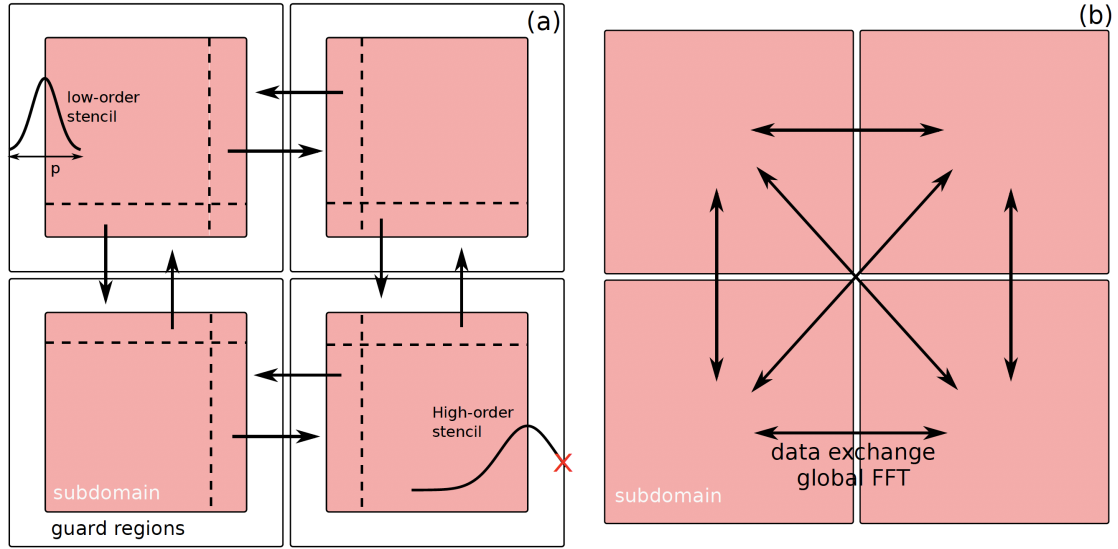 (a)
low-order
stencil
p
High-order
stencil
subdomain
guard regions
(b)
data exchange
global FFT
subdomain